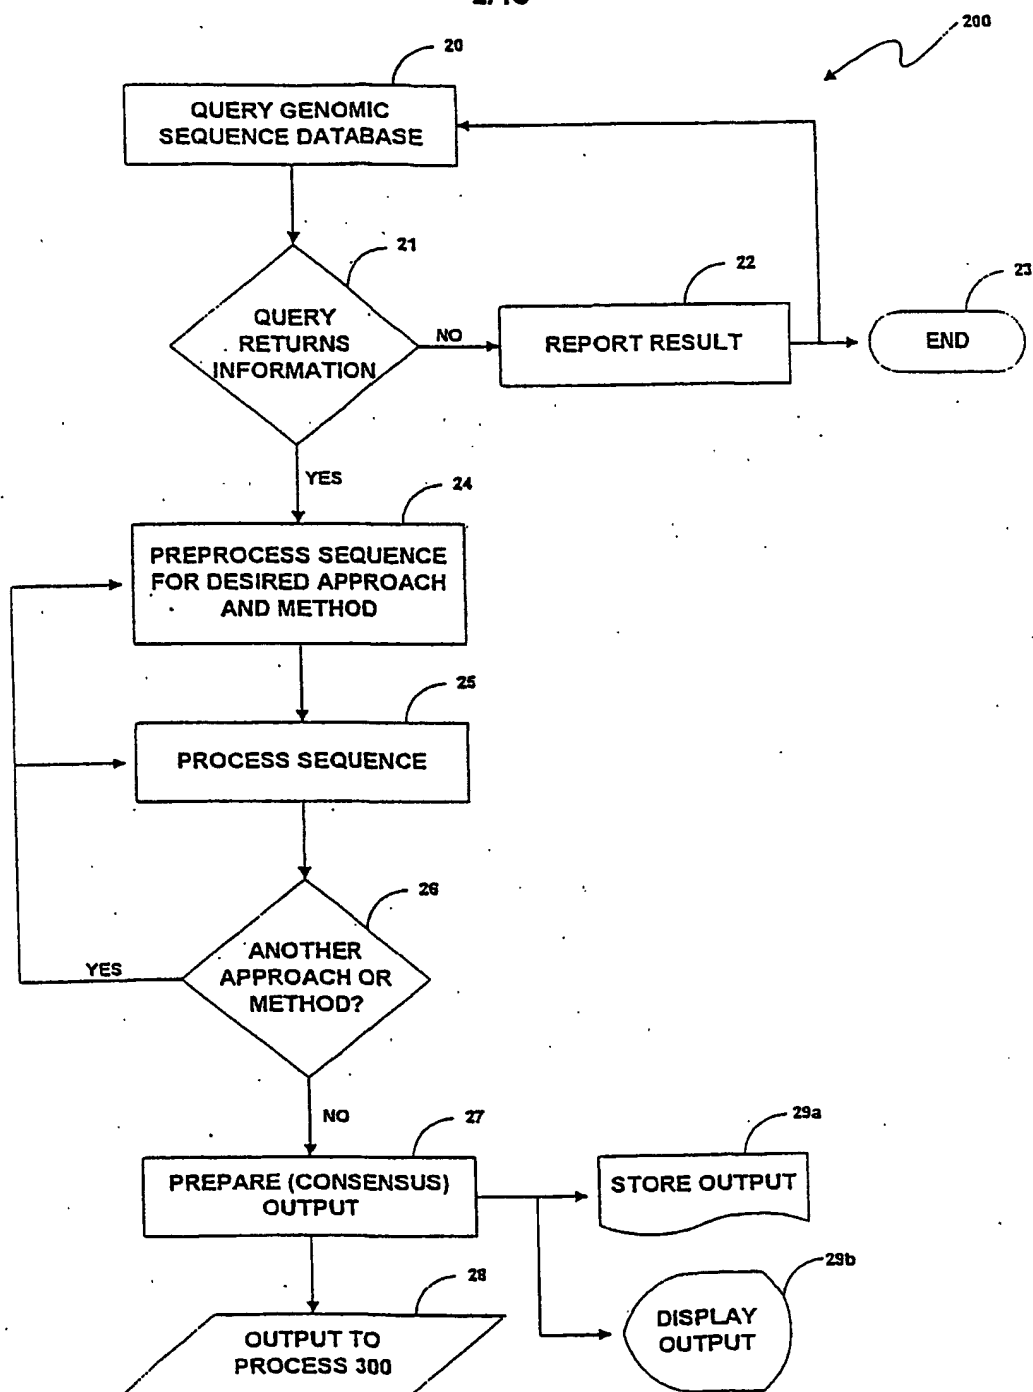 20
200
QUERY GENOMIC
SEQUENCE DATABASE
21
QUERY
RETURNS
INFORMATION
NO
22
REPORT RESULT
23
END
YES
24
PREPROCESS SEQUENCE
FOR DESIRED APPROACH
AND METHOD
25
PROCESS SEQUENCE
26
ANOTHER
APPROACH OR
METHOD?
YES
NO
27
PREPARE (CONSENSUS)
OUTPUT
29a
STORE OUTPUT
28
OUTPUT TO
PROCESS 300
29b
DISPLAY
OUTPUT